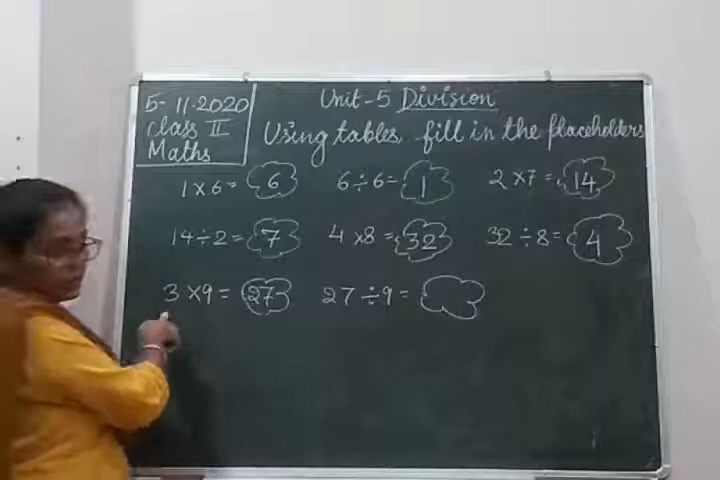 5-11-2020
Class II
Maths
Unit-5 Division
Using tables fill in the placeholders
1 x 6 = 6 6 ÷ 6 = 1 2 x 7 = 14
14 ÷ 2 = 7 4 x 8 = 32 32 ÷ 8 = 4
3 x 9 = 27 27 ÷ 9 =